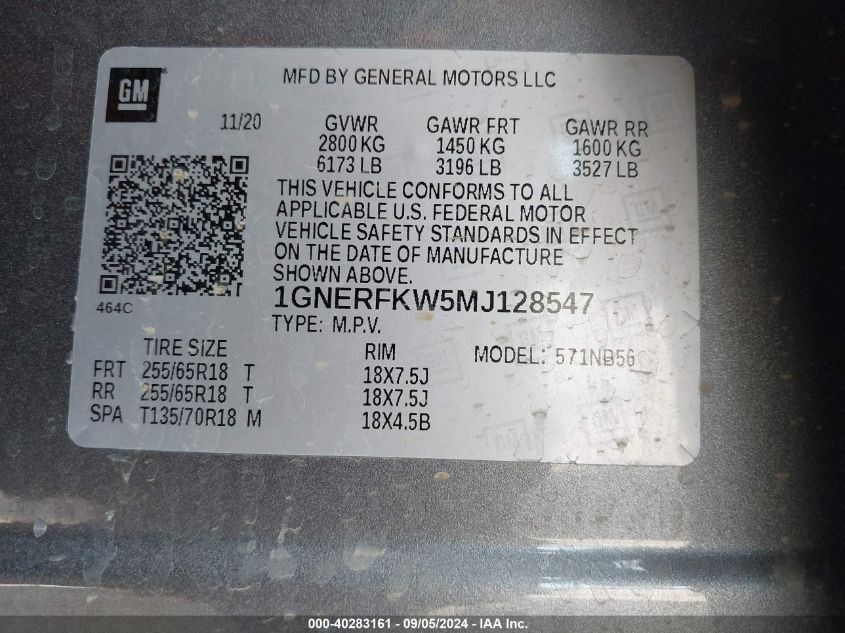 GM
MFD BY GENERAL MOTORS LLC
11/20 GVWR GAWR FRT GAWR RR
2800 KG 1450 KG 1600 KG
6173 LB 3196 LB 3527 LB
THIS VEHICLE CONFORMS TO ALL
APPLICABLE U.S. FEDERAL MOTOR
VEHICLE SAFETY STANDARDS IN EFFECT
ON THE DATE OF MANUFACTURE
SHOWN ABOVE.
464C
1GNERFKW5MJ128547
TYPE: M.P.V.
TIRE SIZE RIM MODEL: 571NB56
FRT 255/65R18 T 18X7.5J
RR 255/65R18 T 18X7.5J
SPA T135/70R18 M 18X4.5B
000-40283161 - 09/05/2024 - IAA Inc.